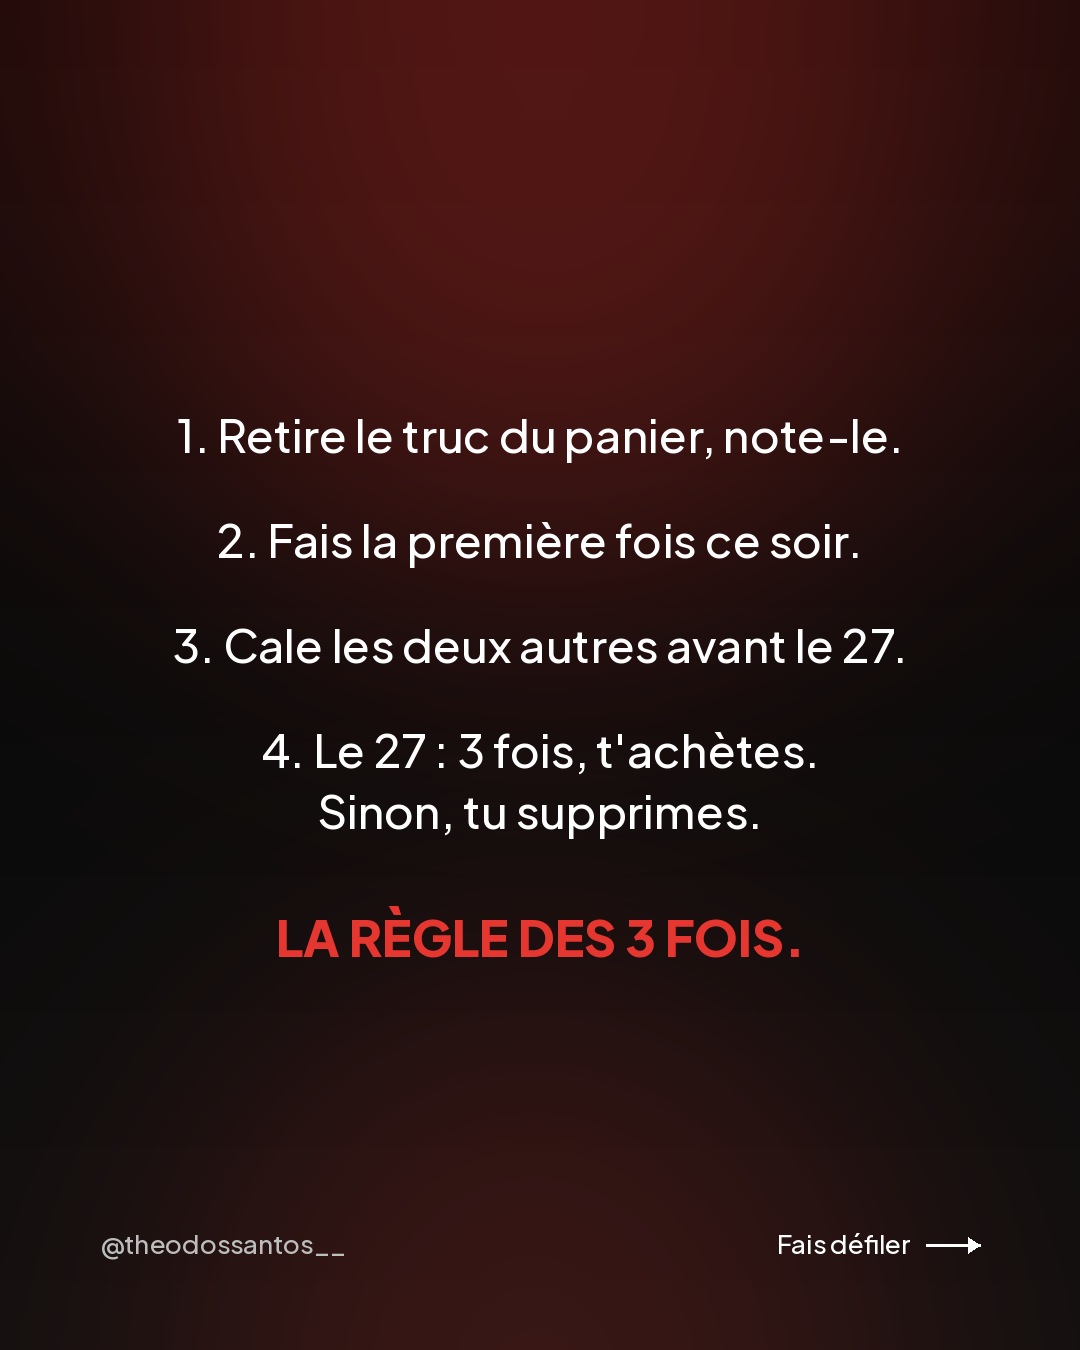 1. Retire le truc du panier, note-le.
2. Fais la première fois ce soir.
3. Cale les deux autres avant le 27.
4. Le 27 : 3 fois, t'achètes.
Sinon, tu supprimes.
LA RÈGLE DES 3 FOIS.
@theodossantos__
Fais défiler